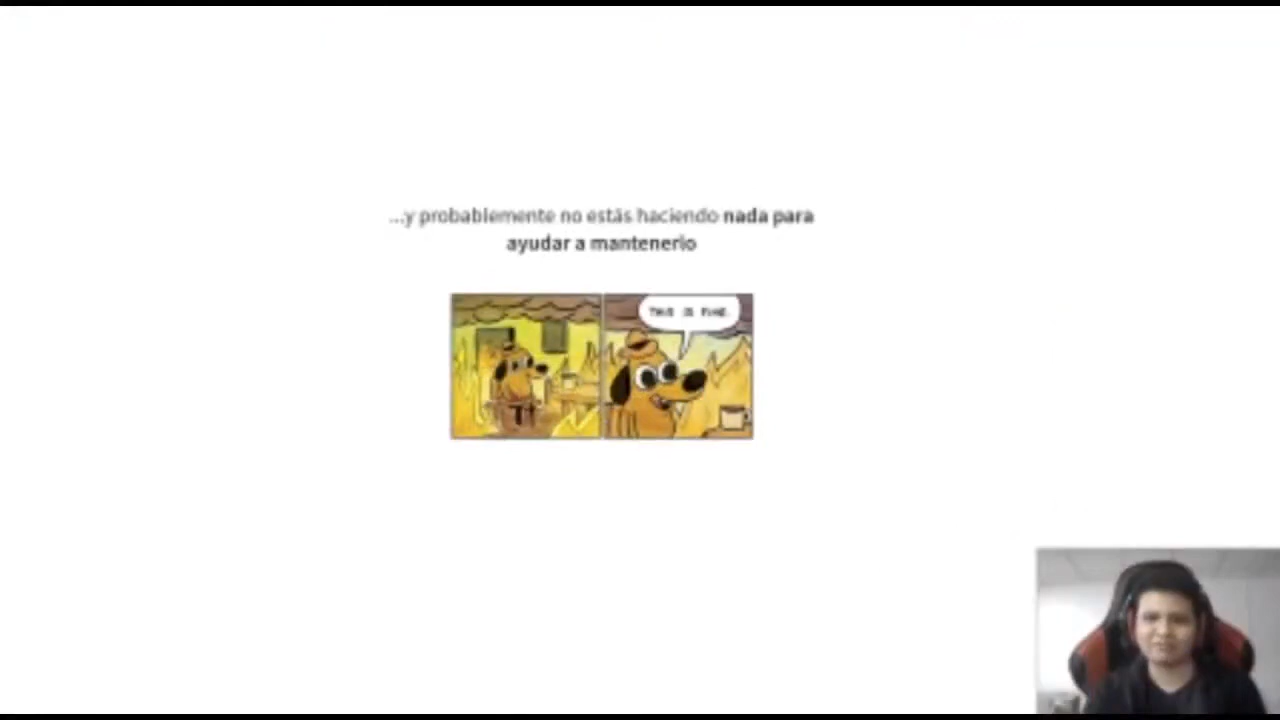 ...y probablemente no estás haciendo nada para
ayudar a mantenerlo
THIS IS FINE.